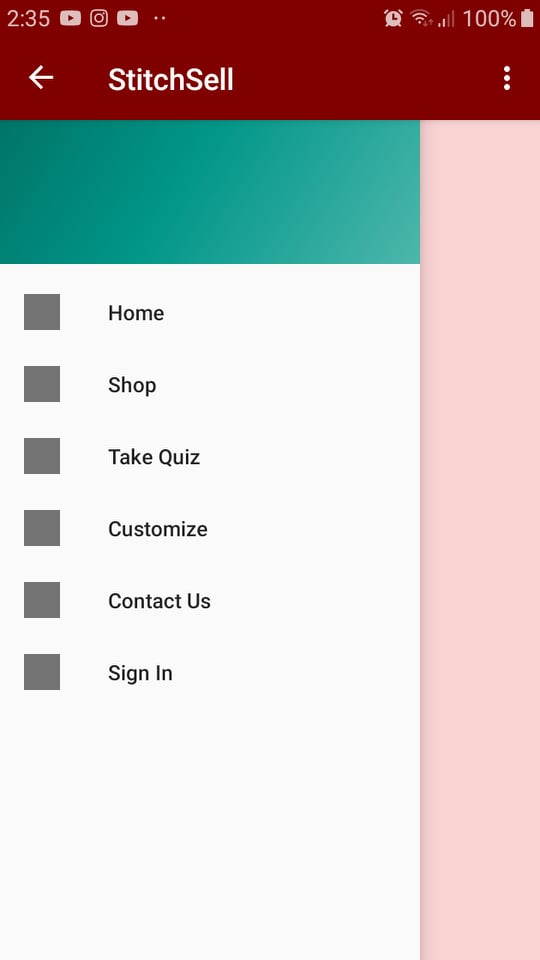 2:35
100%
StitchSell
Home
Shop
Take Quiz
Customize
Contact Us
Sign In